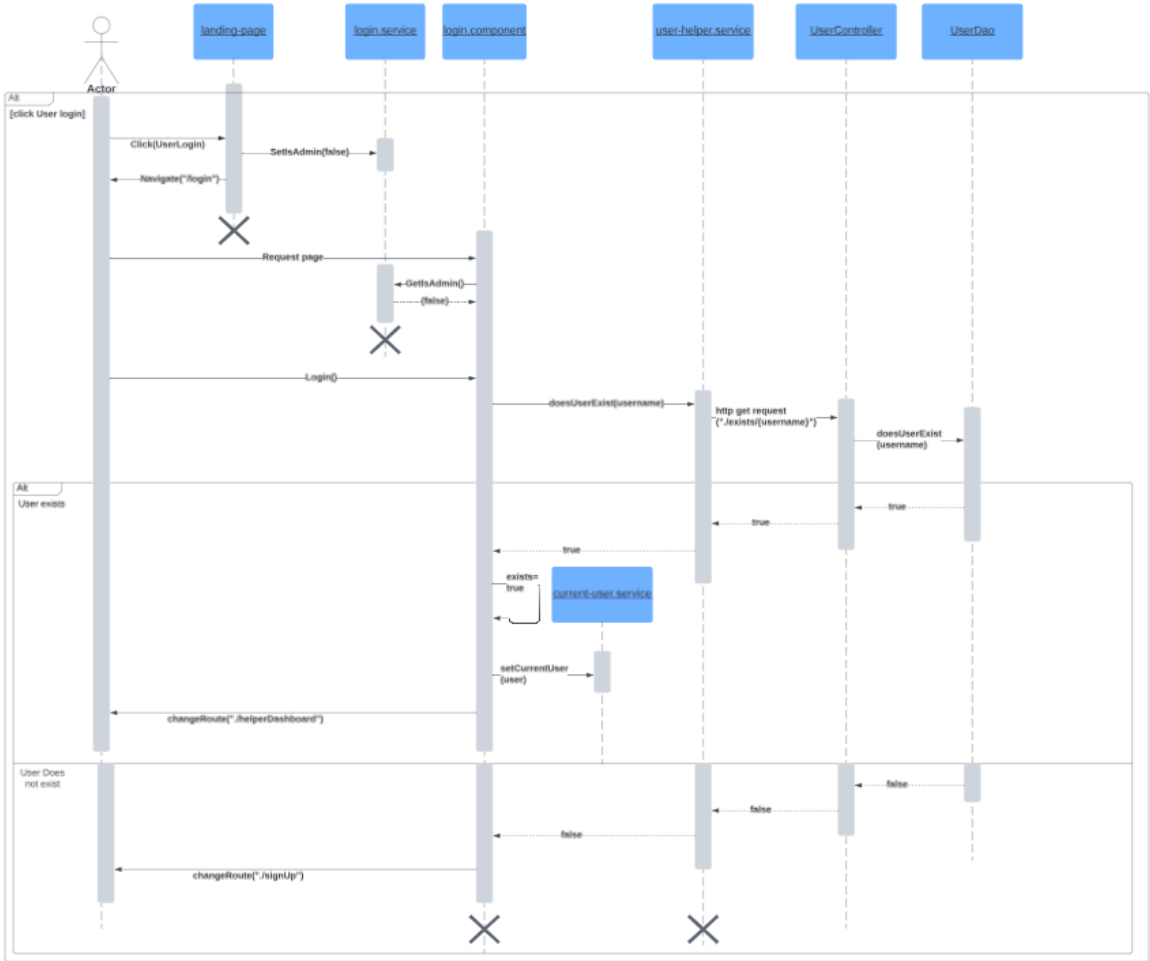 landing-page
login.service
login.component
user-helper.service
UserController
UserDao
Actor
Alt
[click User login]
Click(UserLogin)
SetIsAdmin(false)
Navigate("/login")
Request page
GetIsAdmin()
(false)
Login()
doesUserExist(username)
http get request
("./exists/{username}")
doesUserExist
(username)
Alt
User exists
true
true
true
exists=
true
current-user.service
setCurrentUser
(user)
changeRoute("./helperDashboard")
User Does
not exist
false
false
false
changeRoute("./signUp")